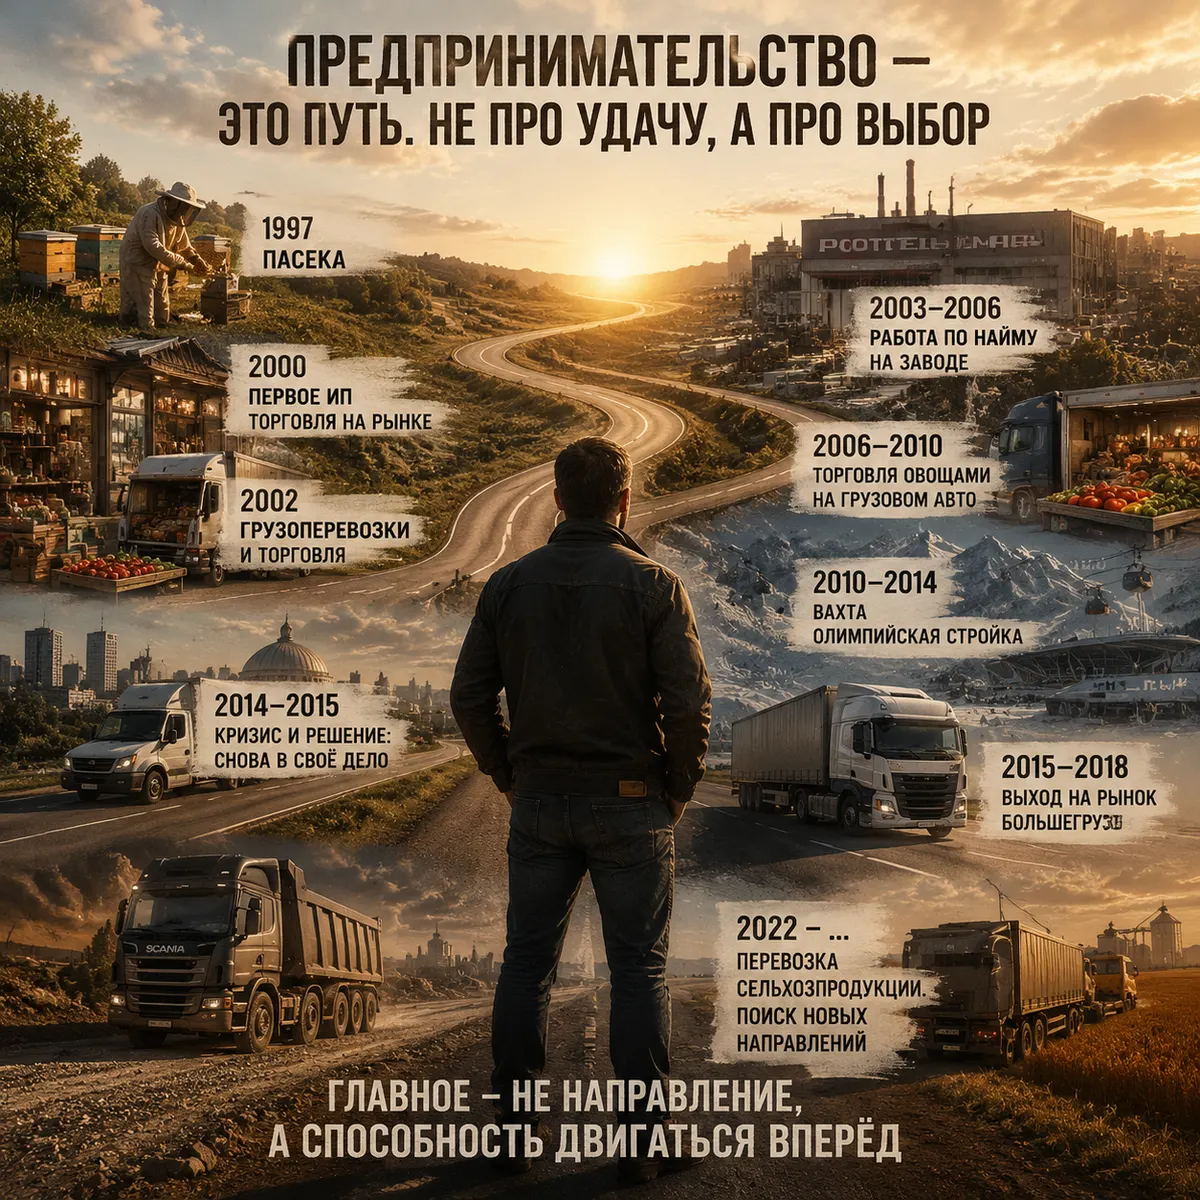 ПРЕДПРИНИМАТЕЛЬСТВО –
ЭТО ПУТЬ. НЕ ПРО УДАЧУ, А ПРО ВЫБОР
1997
ПАСЕКА
2003–2006
РАБОТА ПО НАЙМУ
НА ЗАВОДЕ
2000
ПЕРВОЕ ИП
ТОРГОВЛЯ НА РЫНКЕ
2006–2010
ТОРГОВЛЯ ОВОЩАМИ
НА ГРУЗОВОМ АВТО
2002
ГРУЗОПЕРЕВОЗКИ
И ТОРГОВЛЯ
2010–2014
ВАХТА
ОЛИМПИЙСКАЯ СТРОЙКА
2014–2015
КРИЗИС И РЕШЕНИЕ:
СНОВА В СВОЁ ДЕЛО
2015–2018
ВЫХОД НА РЫНОК
SCANIA
2022 – ...
ПЕРЕВОЗКА
СЕЛЬХОЗПРОДУКЦИИ.
ПОИСК НОВЫХ
НАПРАВЛЕНИЙ
ГЛАВНОЕ – НЕ НАПРАВЛЕНИЕ,
А СПОСОБНОСТЬ ДВИГАТЬСЯ ВПЕРЁД